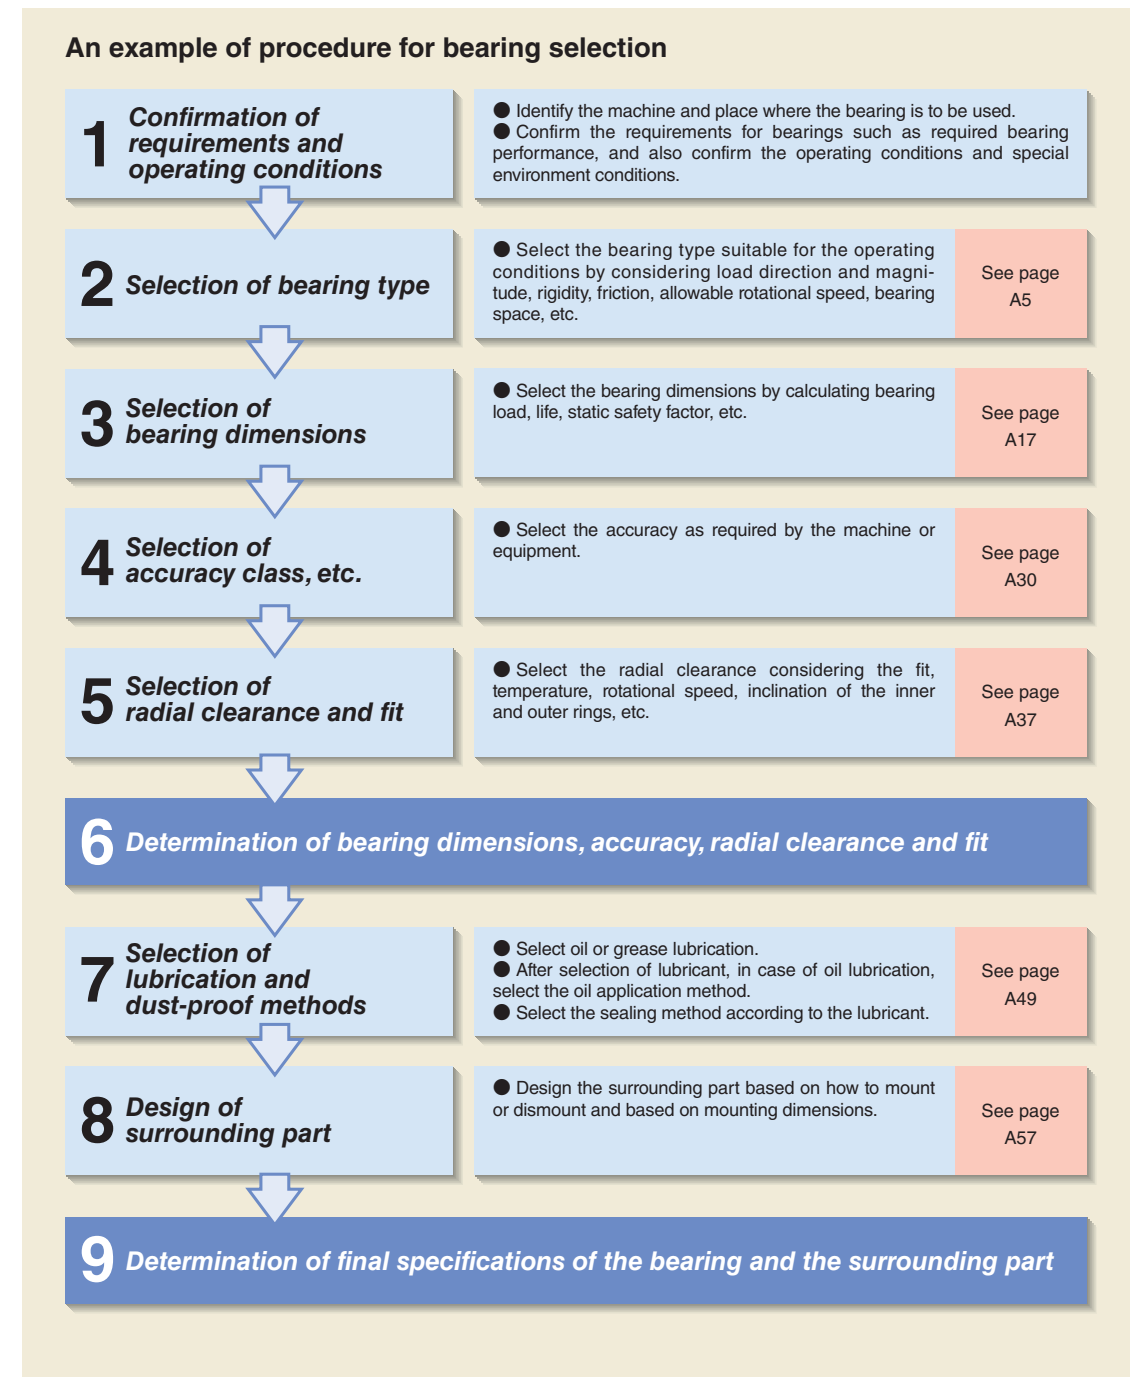 An example of procedure for bearing selection
1
Confirmation of
requirements and
operating conditions
● Identify the machine and place where the bearing is to be used.
● Confirm the requirements for bearings such as required bearing
performance, and also confirm the operating conditions and special
environment conditions.
2
Selection of bearing type
● Select the bearing type suitable for the operating
conditions by considering load direction and magni-
tude, rigidity, friction, allowable rotational speed, bearing
space, etc.
See page
A5
3
Selection of
bearing dimensions
● Select the bearing dimensions by calculating bearing
load, life, static safety factor, etc.
See page
A17
4
Selection of
accuracy class, etc.
● Select the accuracy as required by the machine or
equipment.
See page
A30
5
Selection of
radial clearance and fit
● Select the radial clearance considering the fit,
temperature, rotational speed, inclination of the inner
and outer rings, etc.
See page
A37
6
Determination of bearing dimensions, accuracy, radial clearance and fit
7
Selection of
lubrication and
dust-proof methods
● Select oil or grease lubrication.
● After selection of lubricant, in case of oil lubrication,
select the oil application method.
● Select the sealing method according to the lubricant.
See page
A49
8
Design of
surrounding part
● Design the surrounding part based on how to mount
or dismount and based on mounting dimensions.
See page
A57
9
Determination of final specifications of the bearing and the surrounding part